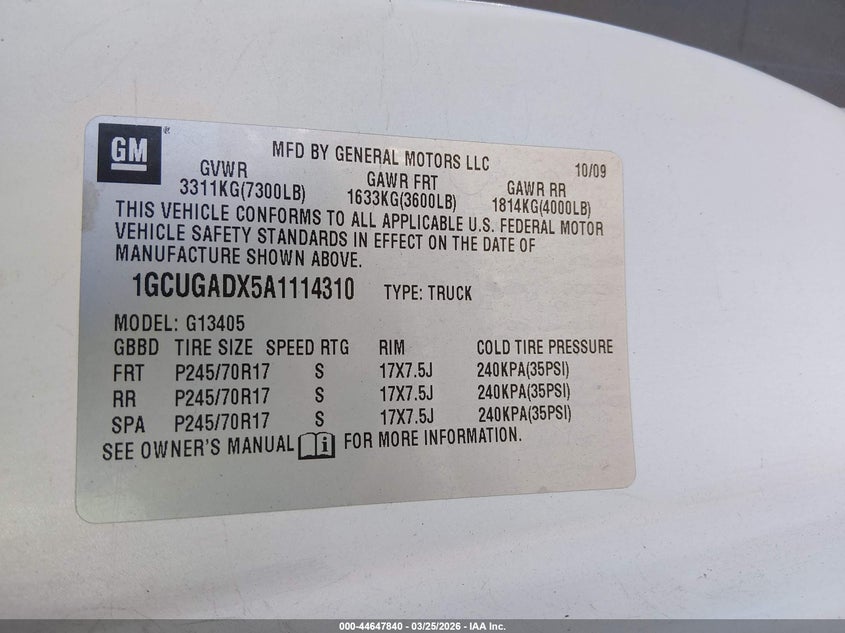 GM
MFD BY GENERAL MOTORS LLC 10/09
GVWR GAWR FRT GAWR RR
3311KG(7300LB) 1633KG(3600LB) 1814KG(4000LB)
THIS VEHICLE CONFORMS TO ALL APPLICABLE U.S. FEDERAL MOTOR
VEHICLE SAFETY STANDARDS IN EFFECT ON THE DATE OF
MANUFACTURE SHOWN ABOVE.
1GCUGADX5A1114310 TYPE: TRUCK
MODEL: G13405
GBBD TIRE SIZE SPEED RTG RIM COLD TIRE PRESSURE
FRT P245/70R17 S 17X7.5J 240KPA(35PSI)
RR P245/70R17 S 17X7.5J 240KPA(35PSI)
SPA P245/70R17 S 17X7.5J 240KPA(35PSI)
SEE OWNER'S MANUAL i FOR MORE INFORMATION.
000-44647840 - 03/25/2026 - IAA Inc.